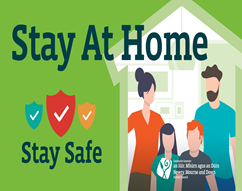 Stay At Home
Stay Safe
an Iúir, Mhúrn agus an Dúin
Newry, Mourne and Down